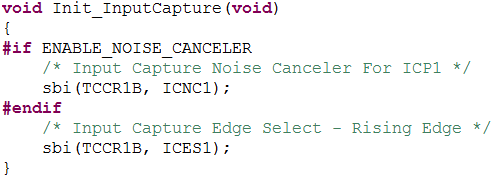 void Init_InputCapture(void)
{
#if ENABLE_NOISE_CANCELER
    /* Input Capture Noise Canceler For ICP1 */
    sbi(TCCR1B, ICNC1);
#endif
    /* Input Capture Edge Select - Rising Edge */
    sbi(TCCR1B, ICES1);
}